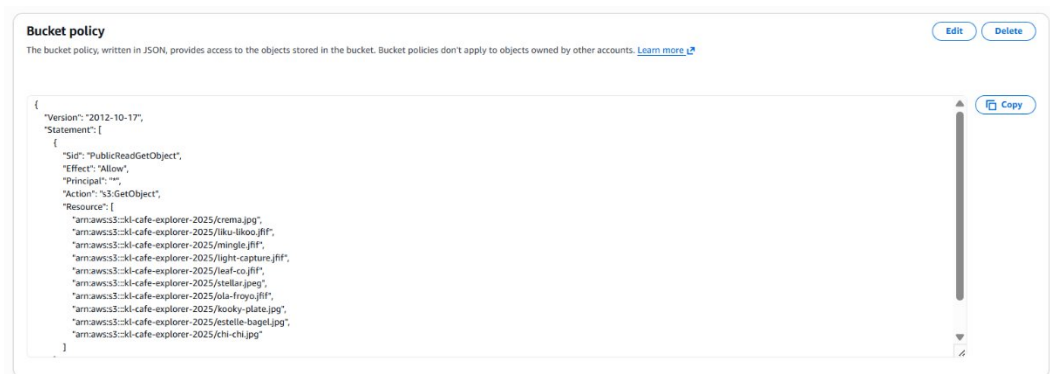 Bucket policy
Edit
Delete
The bucket policy, written in JSON, provides access to the objects stored in the bucket. Bucket policies don't apply to objects owned by other accounts. Learn more
Copy
{
"Version": "2012-10-17",
"Statement": [
{
"Sid": "PublicReadGetObject",
"Effect": "Allow",
"Principal": "*",
"Action": "s3:GetObject",
"Resource": [
"arn:aws:s3:::kl-cafe-explorer-2025/crema.jpg",
"arn:aws:s3:::kl-cafe-explorer-2025/liku-likoo.jfif",
"arn:aws:s3:::kl-cafe-explorer-2025/mingle.jfif",
"arn:aws:s3:::kl-cafe-explorer-2025/light-capture.jfif",
"arn:aws:s3:::kl-cafe-explorer-2025/leaf-co.jfif",
"arn:aws:s3:::kl-cafe-explorer-2025/stellar.jpeg",
"arn:aws:s3:::kl-cafe-explorer-2025/ola-froyo.jfif",
"arn:aws:s3:::kl-cafe-explorer-2025/kooky-plate.jpg",
"arn:aws:s3:::kl-cafe-explorer-2025/estelle-bagel.jpg",
"arn:aws:s3:::kl-cafe-explorer-2025/chi-chi.jpg"
]